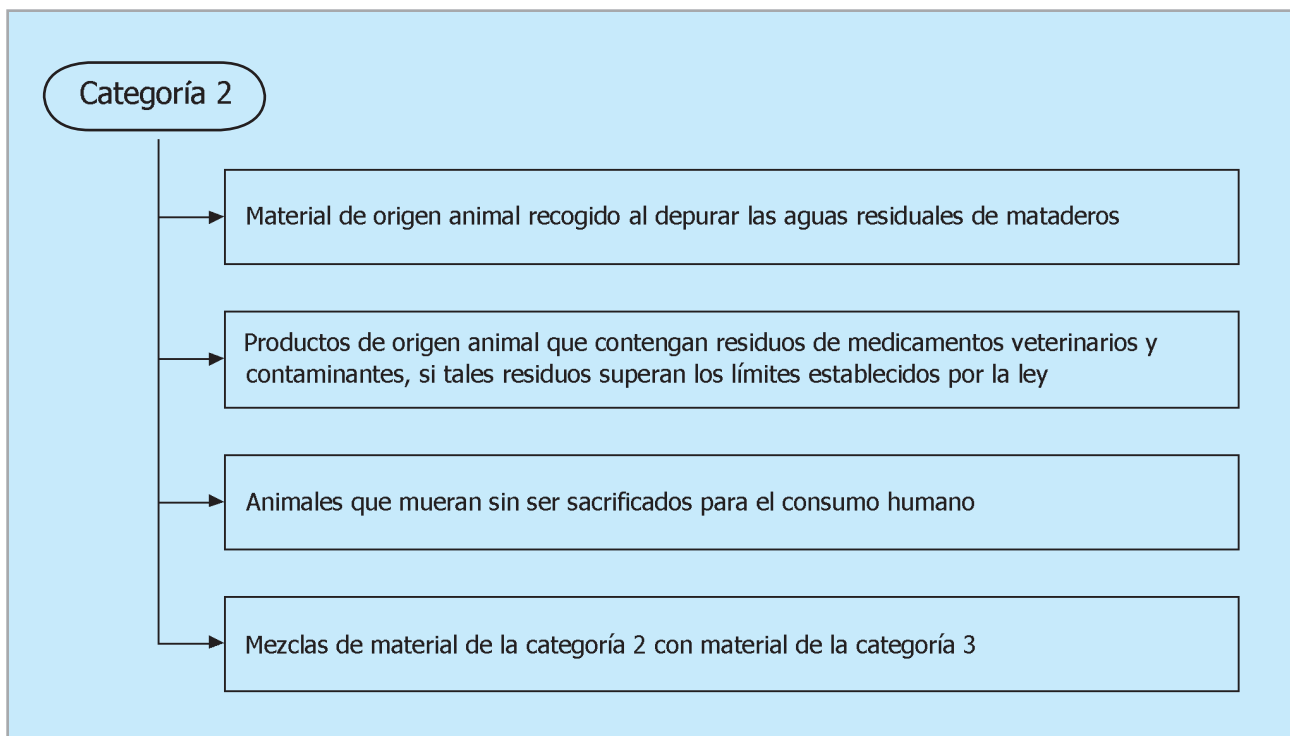 Categoría 2
Material de origen animal recogido al depurar las aguas residuales de mataderos
Productos de origen animal que contengan residuos de medicamentos veterinarios y
contaminantes, si tales residuos superan los límites establecidos por la ley
Animales que mueran sin ser sacrificados para el consumo humano
Mezclas de material de la categoría 2 con material de la categoría 3